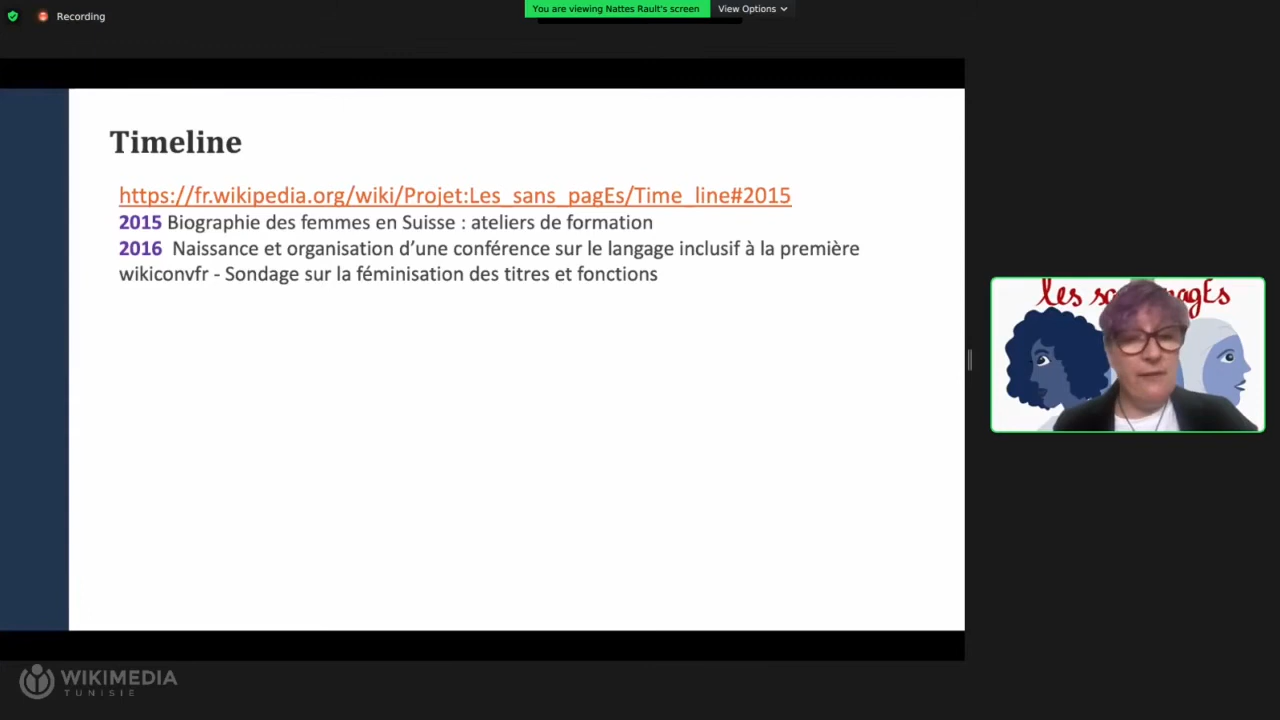 You are viewing Nattes Rault's screen
View Options
Recording
Timeline
https://fr.wikipedia.org/wiki/Projet:Les_sans_pagEs/Time_line#2015
2015 Biographie des femmes en Suisse : ateliers de formation
2016 Naissance et organisation d’une conférence sur le langage inclusif à la première
wikiconvfr - Sondage sur la féminisation des titres et fonctions
les sa
agEs
WIKIMEDIA
TUNISIE